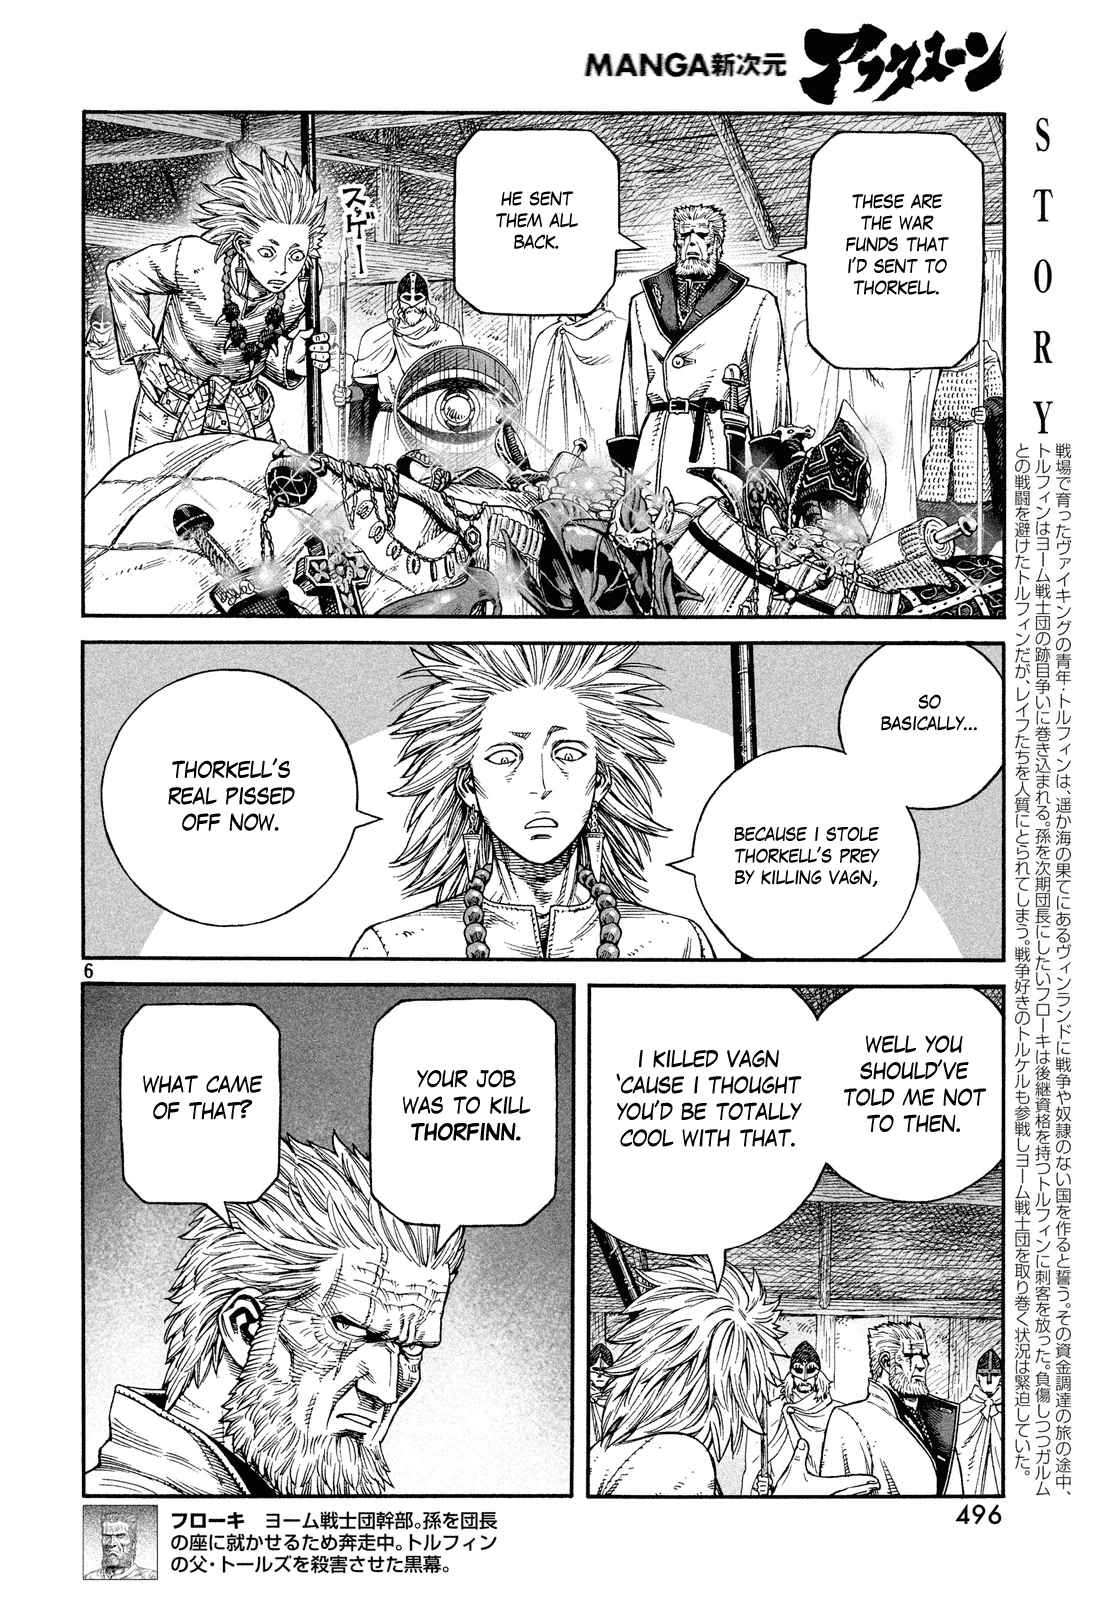 MANGA新次元 アフタヌーン
THESE ARE
THE WAR
FUNDS THAT
I'D SENT TO
THORKELL.
HE SENT
THEM ALL
BACK.
スッゲー
SO
BASICALLY...
BECAUSE I STOLE
THORKELL'S PREY
BY KILLING VAGN,
THORKELL'S
REAL PISSED
OFF NOW.
6
WELL YOU
SHOULD'VE
TOLD ME NOT
TO THEN.
I KILLED VAGN
'CAUSE I THOUGHT
YOU'D BE TOTALLY
COOL WITH THAT.
YOUR JOB
WAS TO KILL
THORFINN.
WHAT CAME
OF THAT?
STORY
戦場で育ったヴァイキングの青年・トルフィンは、遥か海の果てにあるヴィンランドに戦争や奴隷のない国を作ると誓う。その資金調達の旅の途中、
トルフィンはヨーム戦士団の跡目争いに巻き込まれる。孫を次期団長にしたいフローキは後継資格を持つトルフィンに刺客を放った。負傷しつつガルム
との戦闘を避けたトルフィンだが、レイフたちを人質にとられてしまう。戦争好きのトルケルも参戦しヨーム戦士団を取り巻く状況は緊迫していた。
496
フローキ ヨーム戦士団幹部。孫を団長
の座に就かせるため奔走中。トルフィン
の父・トールズを殺害させた黒幕。